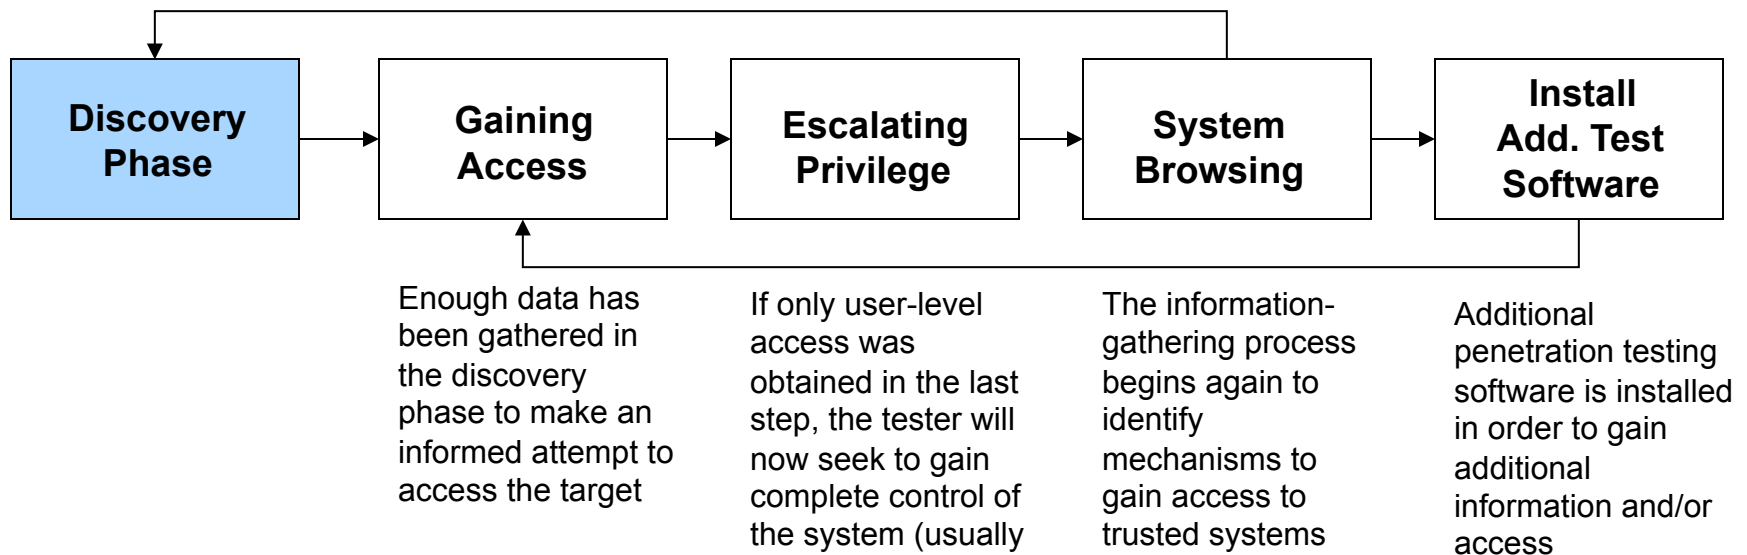 Discovery
Phase
Gaining
Access
Escalating
Privilege
System
Browsing
Install
Add. Test
Software
Enough data has
been gathered in
the discovery
phase to make an
informed attempt to
access the target
If only user-level
access was
obtained in the last
step, the tester will
now seek to gain
complete control of
the system (usually
The information-
gathering process
begins again to
identify
mechanisms to
gain access to
trusted systems
Additional
penetration testing
software is installed
in order to gain
additional
information and/or
access